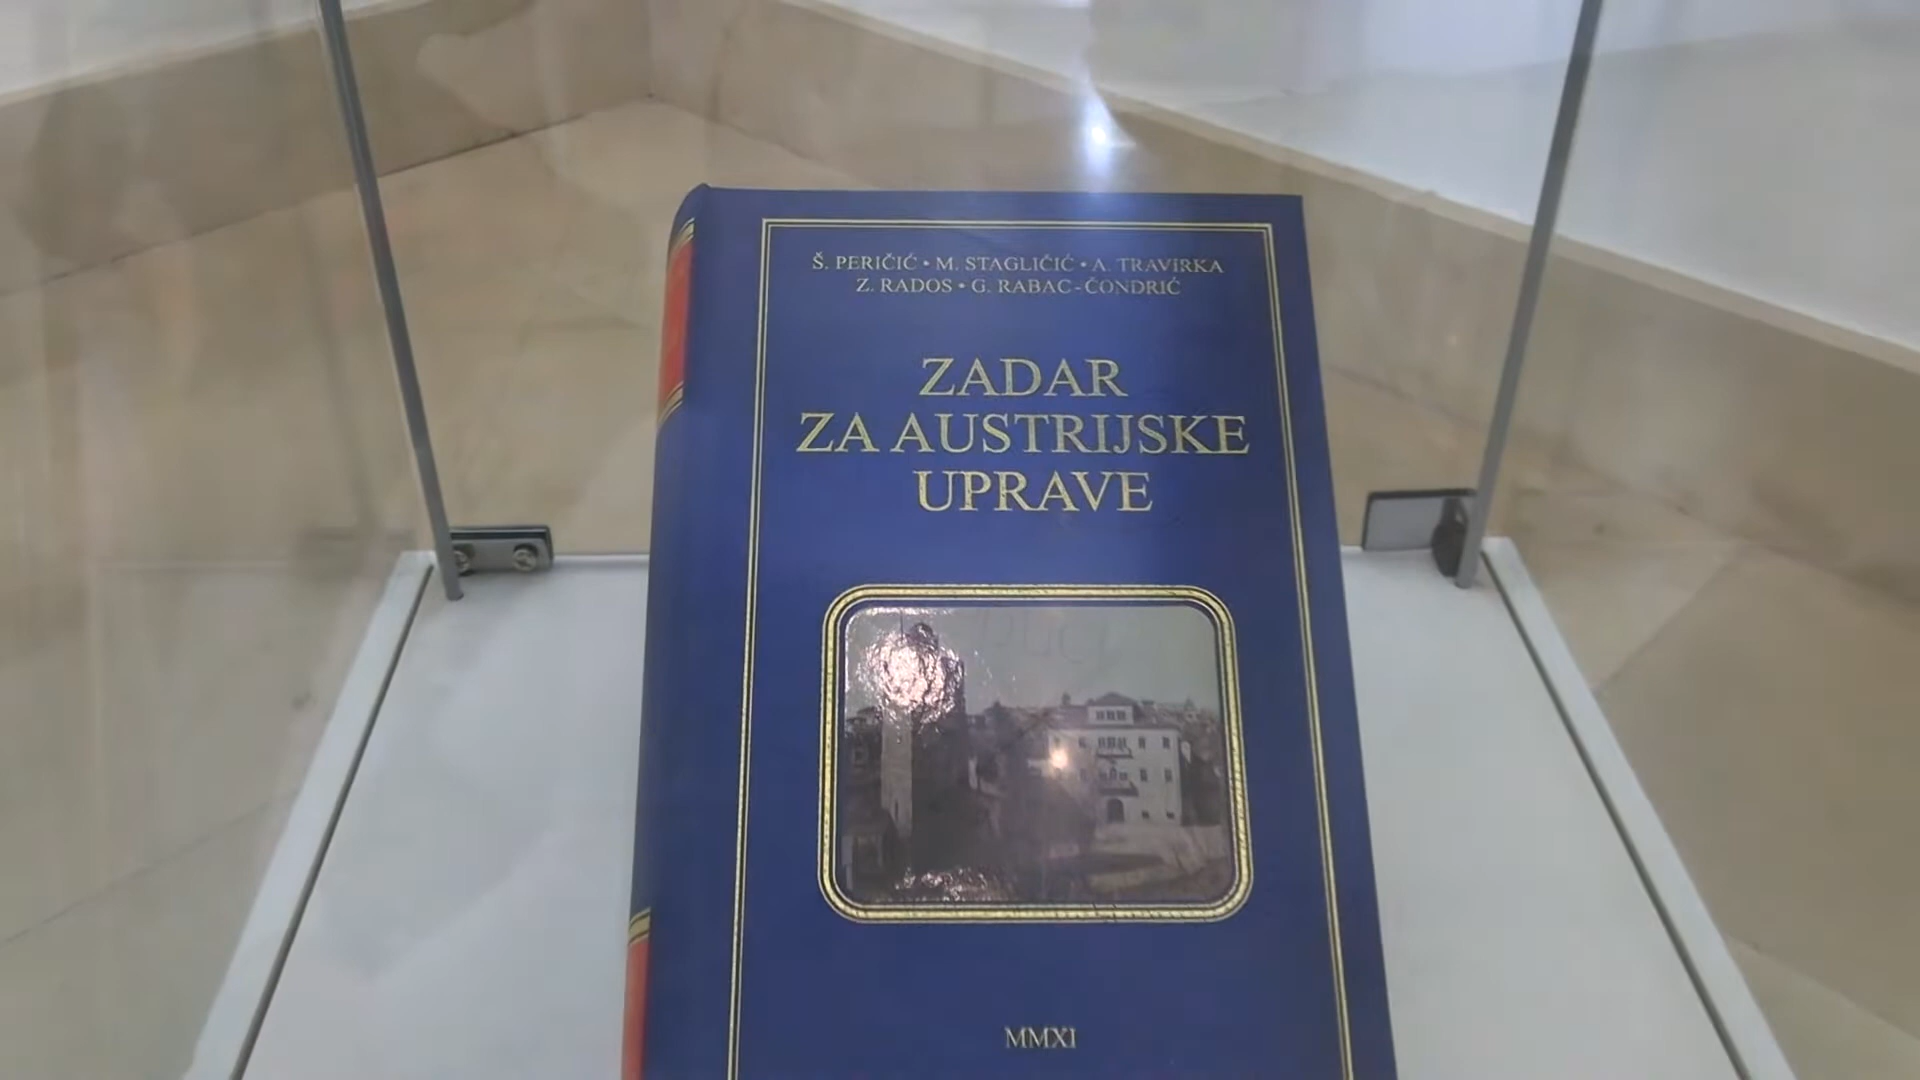 Š. PERIČIĆ • M. STAGLIČIĆ • A. TRAVIRKA
Z. RADOS • G. RABAC-ČONDRIĆ
ZADAR
ZA AUSTRIJSKE
UPRAVE
MMXI